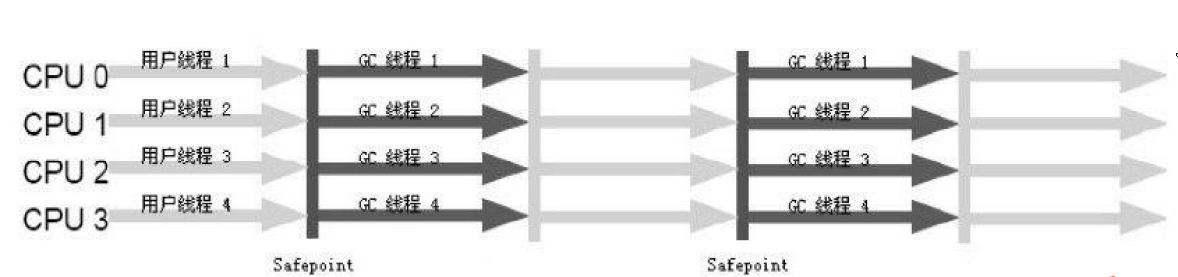 CPU 0 用户线程 1 GC 线程 1 GC 线程 1
CPU 1 用户线程 2 GC 线程 2 GC 线程 2
CPU 2 用户线程 3 GC 线程 3 GC 线程 3
CPU 3 用户线程 4 GC 线程 4 GC 线程 4
Safepoint Safepoint